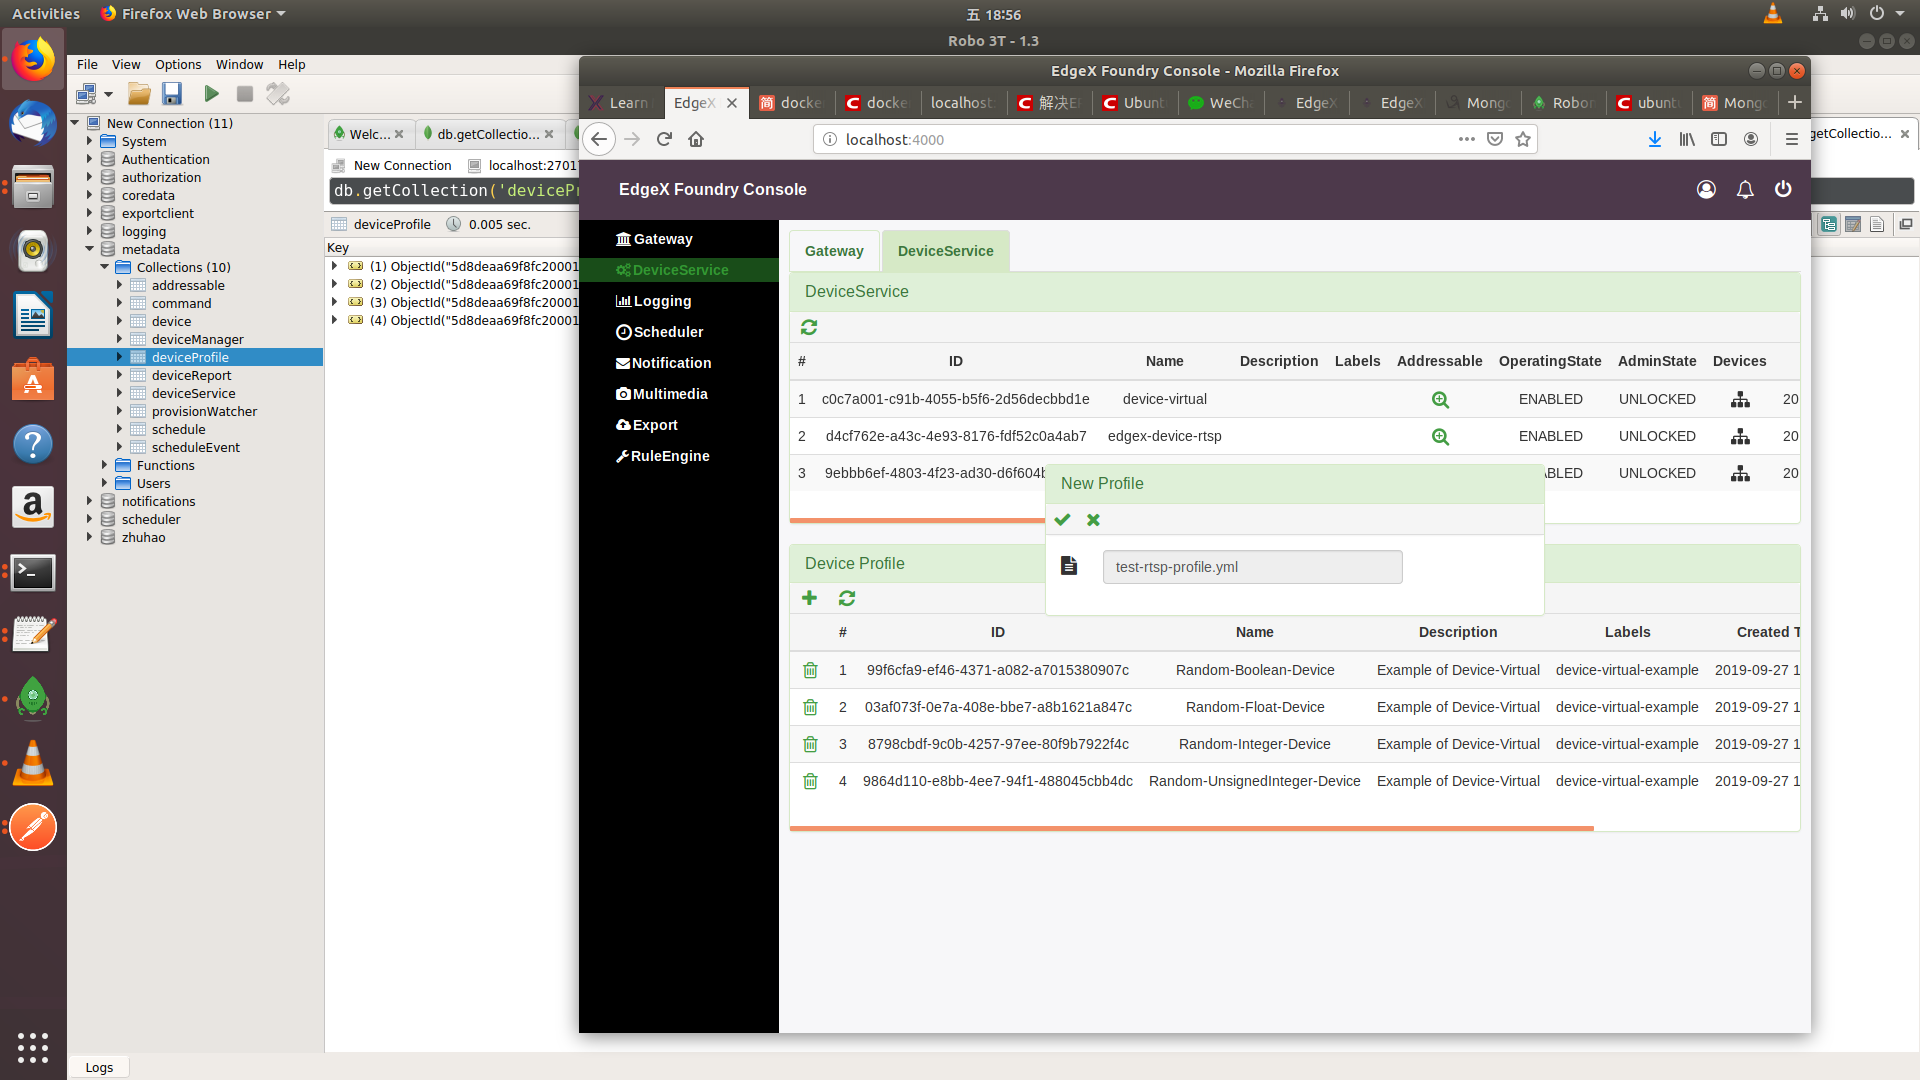 Activities
Firefox Web Browser
五 18:56
Robo 3T - 1.3
File View Options Window Help
New Connection (11)
System
Authentication
authorization
coredata
exportclient
logging
metadata
Collections (10)
addressable
command
device
deviceManager
deviceProfile
deviceReport
deviceService
provisionWatcher
schedule
scheduleEvent
Functions
Users
notifications
scheduler
zhuhao
Logs
Welc...
db.getCollectio...
getCollectio...
New Connection
localhost:2701
db.getCollection('deviceP
deviceProfile
0.005 sec.
Key
(1) ObjectId("5d8deaa69f8fc20001
(2) ObjectId("5d8deaa69f8fc20001
(3) ObjectId("5d8deaa69f8fc20001
(4) ObjectId("5d8deaa69f8fc20001
EdgeX Foundry Console - Mozilla Firefox
Learn
EdgeX
简 docke
docke
localhost
解决
Ubunt
WeCh
EdgeX
EdgeX
Mong
Robo
ubunt
简 Mong
localhost:4000
EdgeX Foundry Console
Gateway
DeviceService
Logging
Scheduler
Notification
Multimedia
Export
RuleEngine
Gateway
DeviceService
DeviceService
# ID Name Description Labels Addressable OperatingState AdminState Devices
1 c0c7a001-c91b-4055-b5f6-2d56decbbd1e device-virtual ENABLED UNLOCKED 20
2 d4cf762e-a43c-4e93-8176-fdf52c0a4ab7 edgex-device-rtsp ENABLED UNLOCKED 20
3 9ebbb6ef-4803-4f23-ad30-d6f604b ABLED UNLOCKED 20
New Profile
test-rtsp-profile.yml
Device Profile
# ID Name Description Labels Created T
1 99f6cfa9-ef46-4371-a082-a7015380907c Random-Boolean-Device Example of Device-Virtual device-virtual-example 2019-09-27 1
2 03af073f-0e7a-408e-bbe7-a8b1621a847c Random-Float-Device Example of Device-Virtual device-virtual-example 2019-09-27 1
3 8798cbdf-9c0b-4257-97ee-80f9b7922f4c Random-Integer-Device Example of Device-Virtual device-virtual-example 2019-09-27 1
4 9864d110-e8bb-4ee7-94f1-488045cbb4dc Random-UnsignedInteger-Device Example of Device-Virtual device-virtual-example 2019-09-27 1